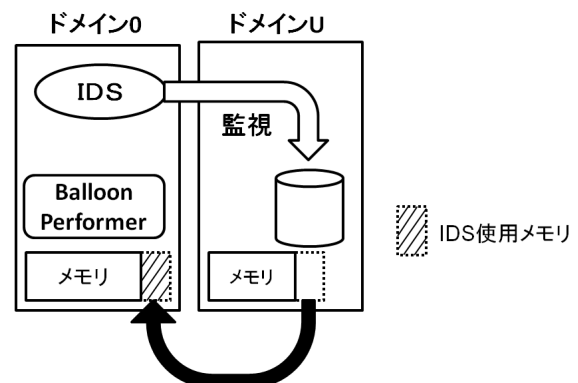 ドメイン0
ドメインU
IDS
監視
Balloon
Performer
メモリ
メモリ
IDS使用メモリ